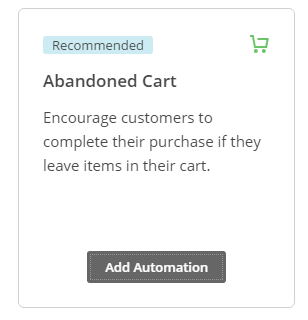 Recommended
Abandoned Cart
Encourage customers to
complete their purchase if they
leave items in their cart.
Add Automation